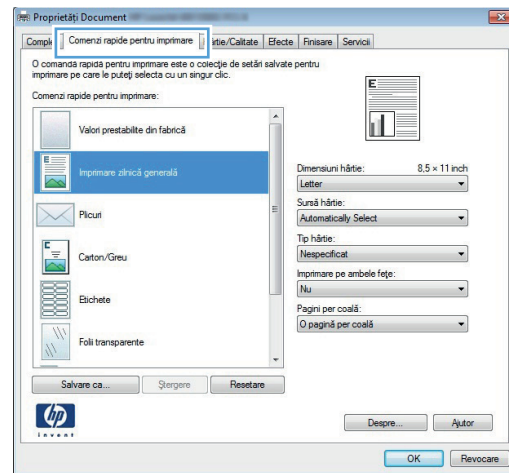 Proprietăți Document
Comple
Comenzi rapide pentru imprimare
ârtie/Calitate
Efecte
Finisare
Servicii
O comandă rapidă pentru imprimare este o colecție de setări salvate pentru
imprimare pe care le puteți selecta cu un singur clic.
Comenzi rapide pentru imprimare:
Valori prestabilite din fabrică
Imprimare zilnică generală
Plicuri
Carton/Greu
Etichete
Folii transparente
Dimensiuni hârtie: 8,5 × 11 inch
Letter
Sursă hârtie:
Automatically Select
Tip hârtie:
Nespecificat
Imprimare pe ambele fețe:
Nu
Pagini per coală:
O pagină per coală
Salvare ca... Ștergere Resetare
hp
invent
Despre... Ajutor
OK Revocare